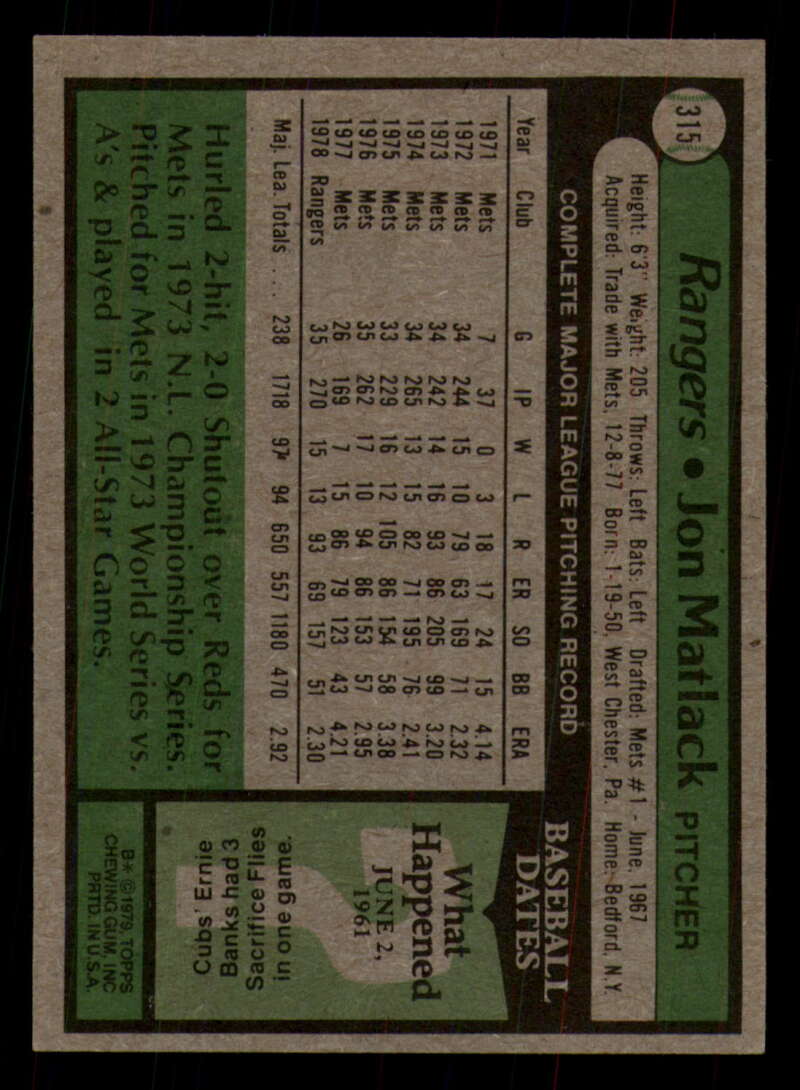 315
Rangers • Jon Matlack PITCHER
Height: 6'3" Weight: 205 Throws: Left Bats: Left Drafted: Mets #1 - June, 1967
Acquired: Trade with Mets, 12-8-77 Born: 1-19-50, West Chester, Pa. Home: Bedford, N.Y.
COMPLETE MAJOR LEAGUE PITCHING RECORD
Year Club G IP W L R ER SO BB ERA
1971 Mets 7 37 0 3 18 17 24 15 4.14
1972 Mets 34 244 15 10 79 63 169 71 2.32
1973 Mets 34 242 14 16 93 86 205 99 3.20
1974 Mets 34 265 13 15 82 71 195 76 2.41
1975 Mets 33 229 16 12 105 86 154 58 3.38
1976 Mets 35 262 17 10 94 86 153 57 2.95
1977 Mets 26 169 7 15 86 79 123 43 4.21
1978 Rangers 35 270 15 13 93 69 157 51 2.30
Maj. Lea. Totals .... 238 1718 97 94 650 557 1180 470 2.92
Hurled 2-hit, 2-0 Shutout over Reds for
Mets in 1973 N.L. Championship Series.
Pitched for Mets in 1973 World Series vs.
A's & played in 2 All-Star Games.
BASEBALL
DATES
What
Happened
JUNE 2,
1961
?
Cubs' Ernie
Banks had 3
Sacrifice Flies
in one game.
B* © 1979, TOPPS
CHEWING GUM, INC
PRTD. IN U.S.A.